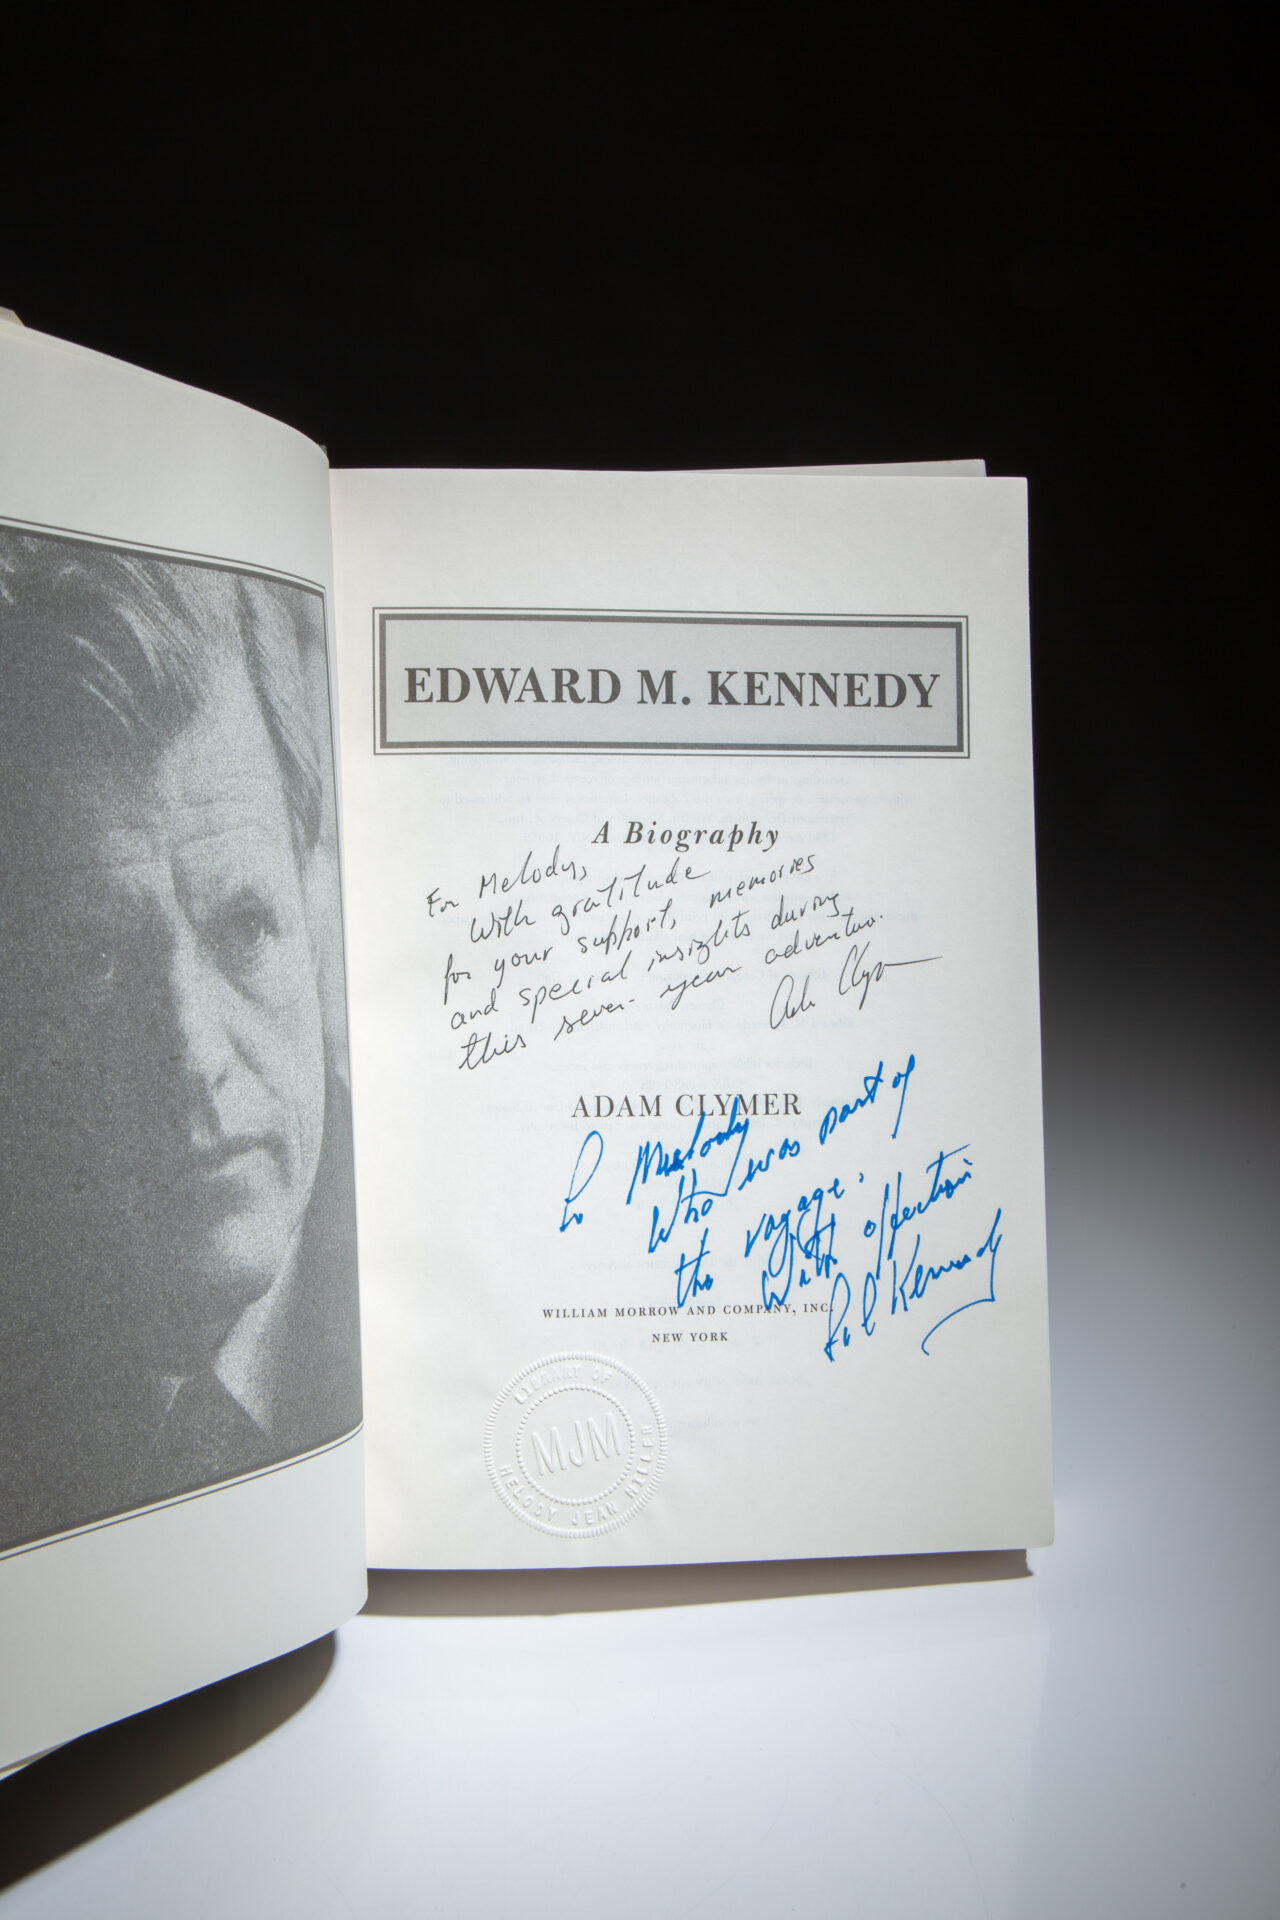 EDWARD M. KENNEDY
A Biography
For Melody,
With gratitude
for your support, memories
and special insights during
this seven-year adventure.
Adam Clymer
ADAM CLYMER
To Melody
Who was part of
the voyage.
With affection
Ted Kennedy
WILLIAM MORROW AND COMPANY, INC.
NEW YORK
LIBRARY OF
MJM
MELODY JEAN MILLER